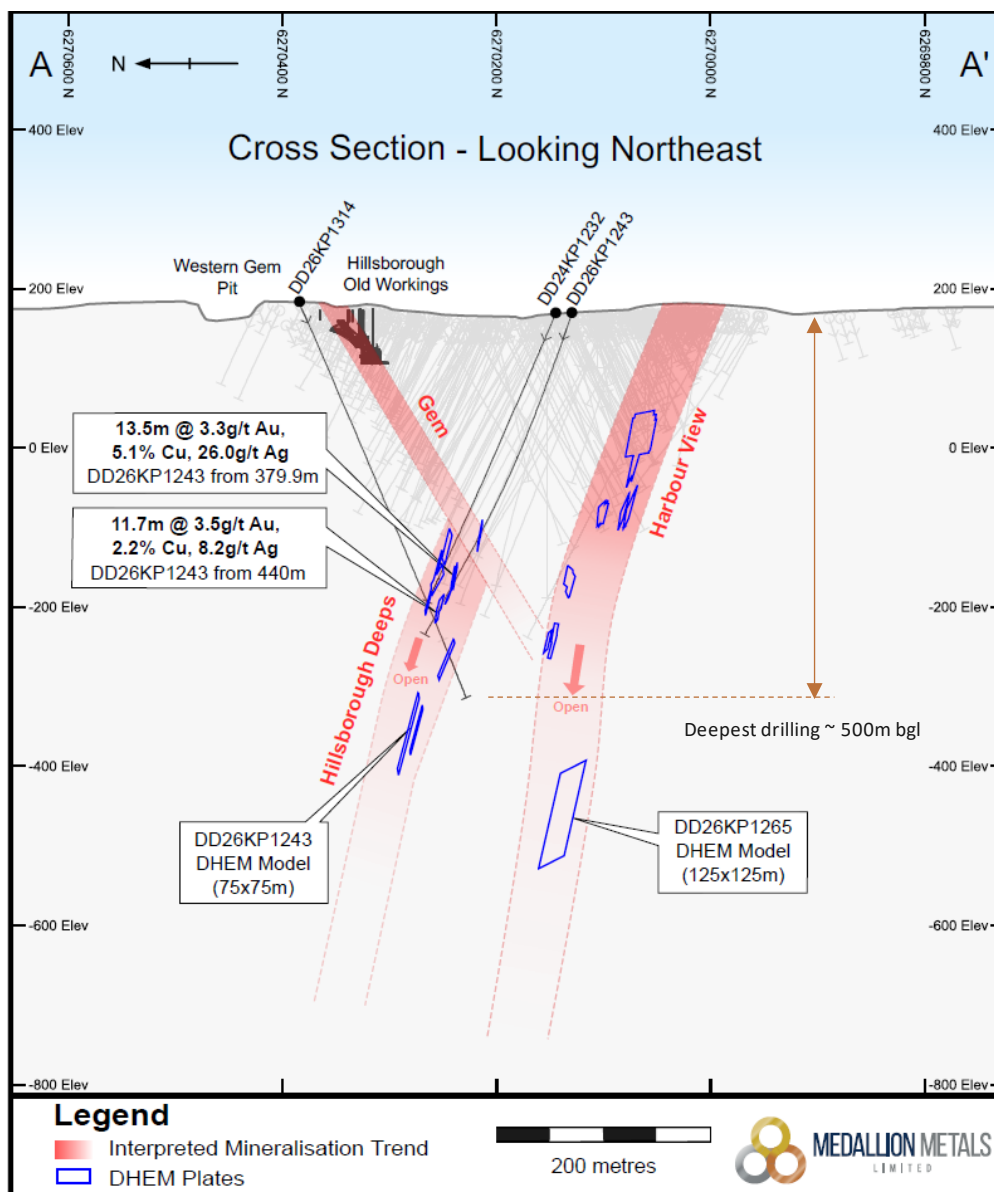 6270600 N
6270400 N
6270200 N
6270000 N
6269800 N
A
N
A'
400 Elev
400 Elev
Cross Section - Looking Northeast
DD26KP1314
DD24KP1232
DD26KP1243
Western Gem
Pit
Hillsborough
Old Workings
200 Elev
200 Elev
Gem
Harbour View
13.5m @ 3.3g/t Au,
5.1% Cu, 26.0g/t Ag
DD26KP1243 from 379.9m
0 Elev
0 Elev
11.7m @ 3.5g/t Au,
2.2% Cu, 8.2g/t Ag
DD26KP1243 from 440m
-200 Elev
-200 Elev
Hillsborough Deeps
Open
Open
Deepest drilling ~ 500m bgl
-400 Elev
-400 Elev
DD26KP1243
DHEM Model
(75x75m)
DD26KP1265
DHEM Model
(125x125m)
-600 Elev
-600 Elev
-800 Elev
-800 Elev
Legend
Interpreted Mineralisation Trend
DHEM Plates
200 metres
MEDALLION METALS
LIMITED